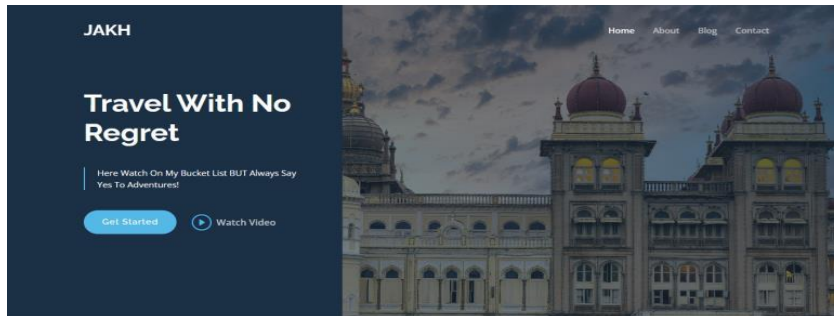 JAKH
Home About Blog Contact
Travel With No
Regret
Here Watch On My Bucket List BUT Always Say
Yes To Adventures!
Get Started Watch Video